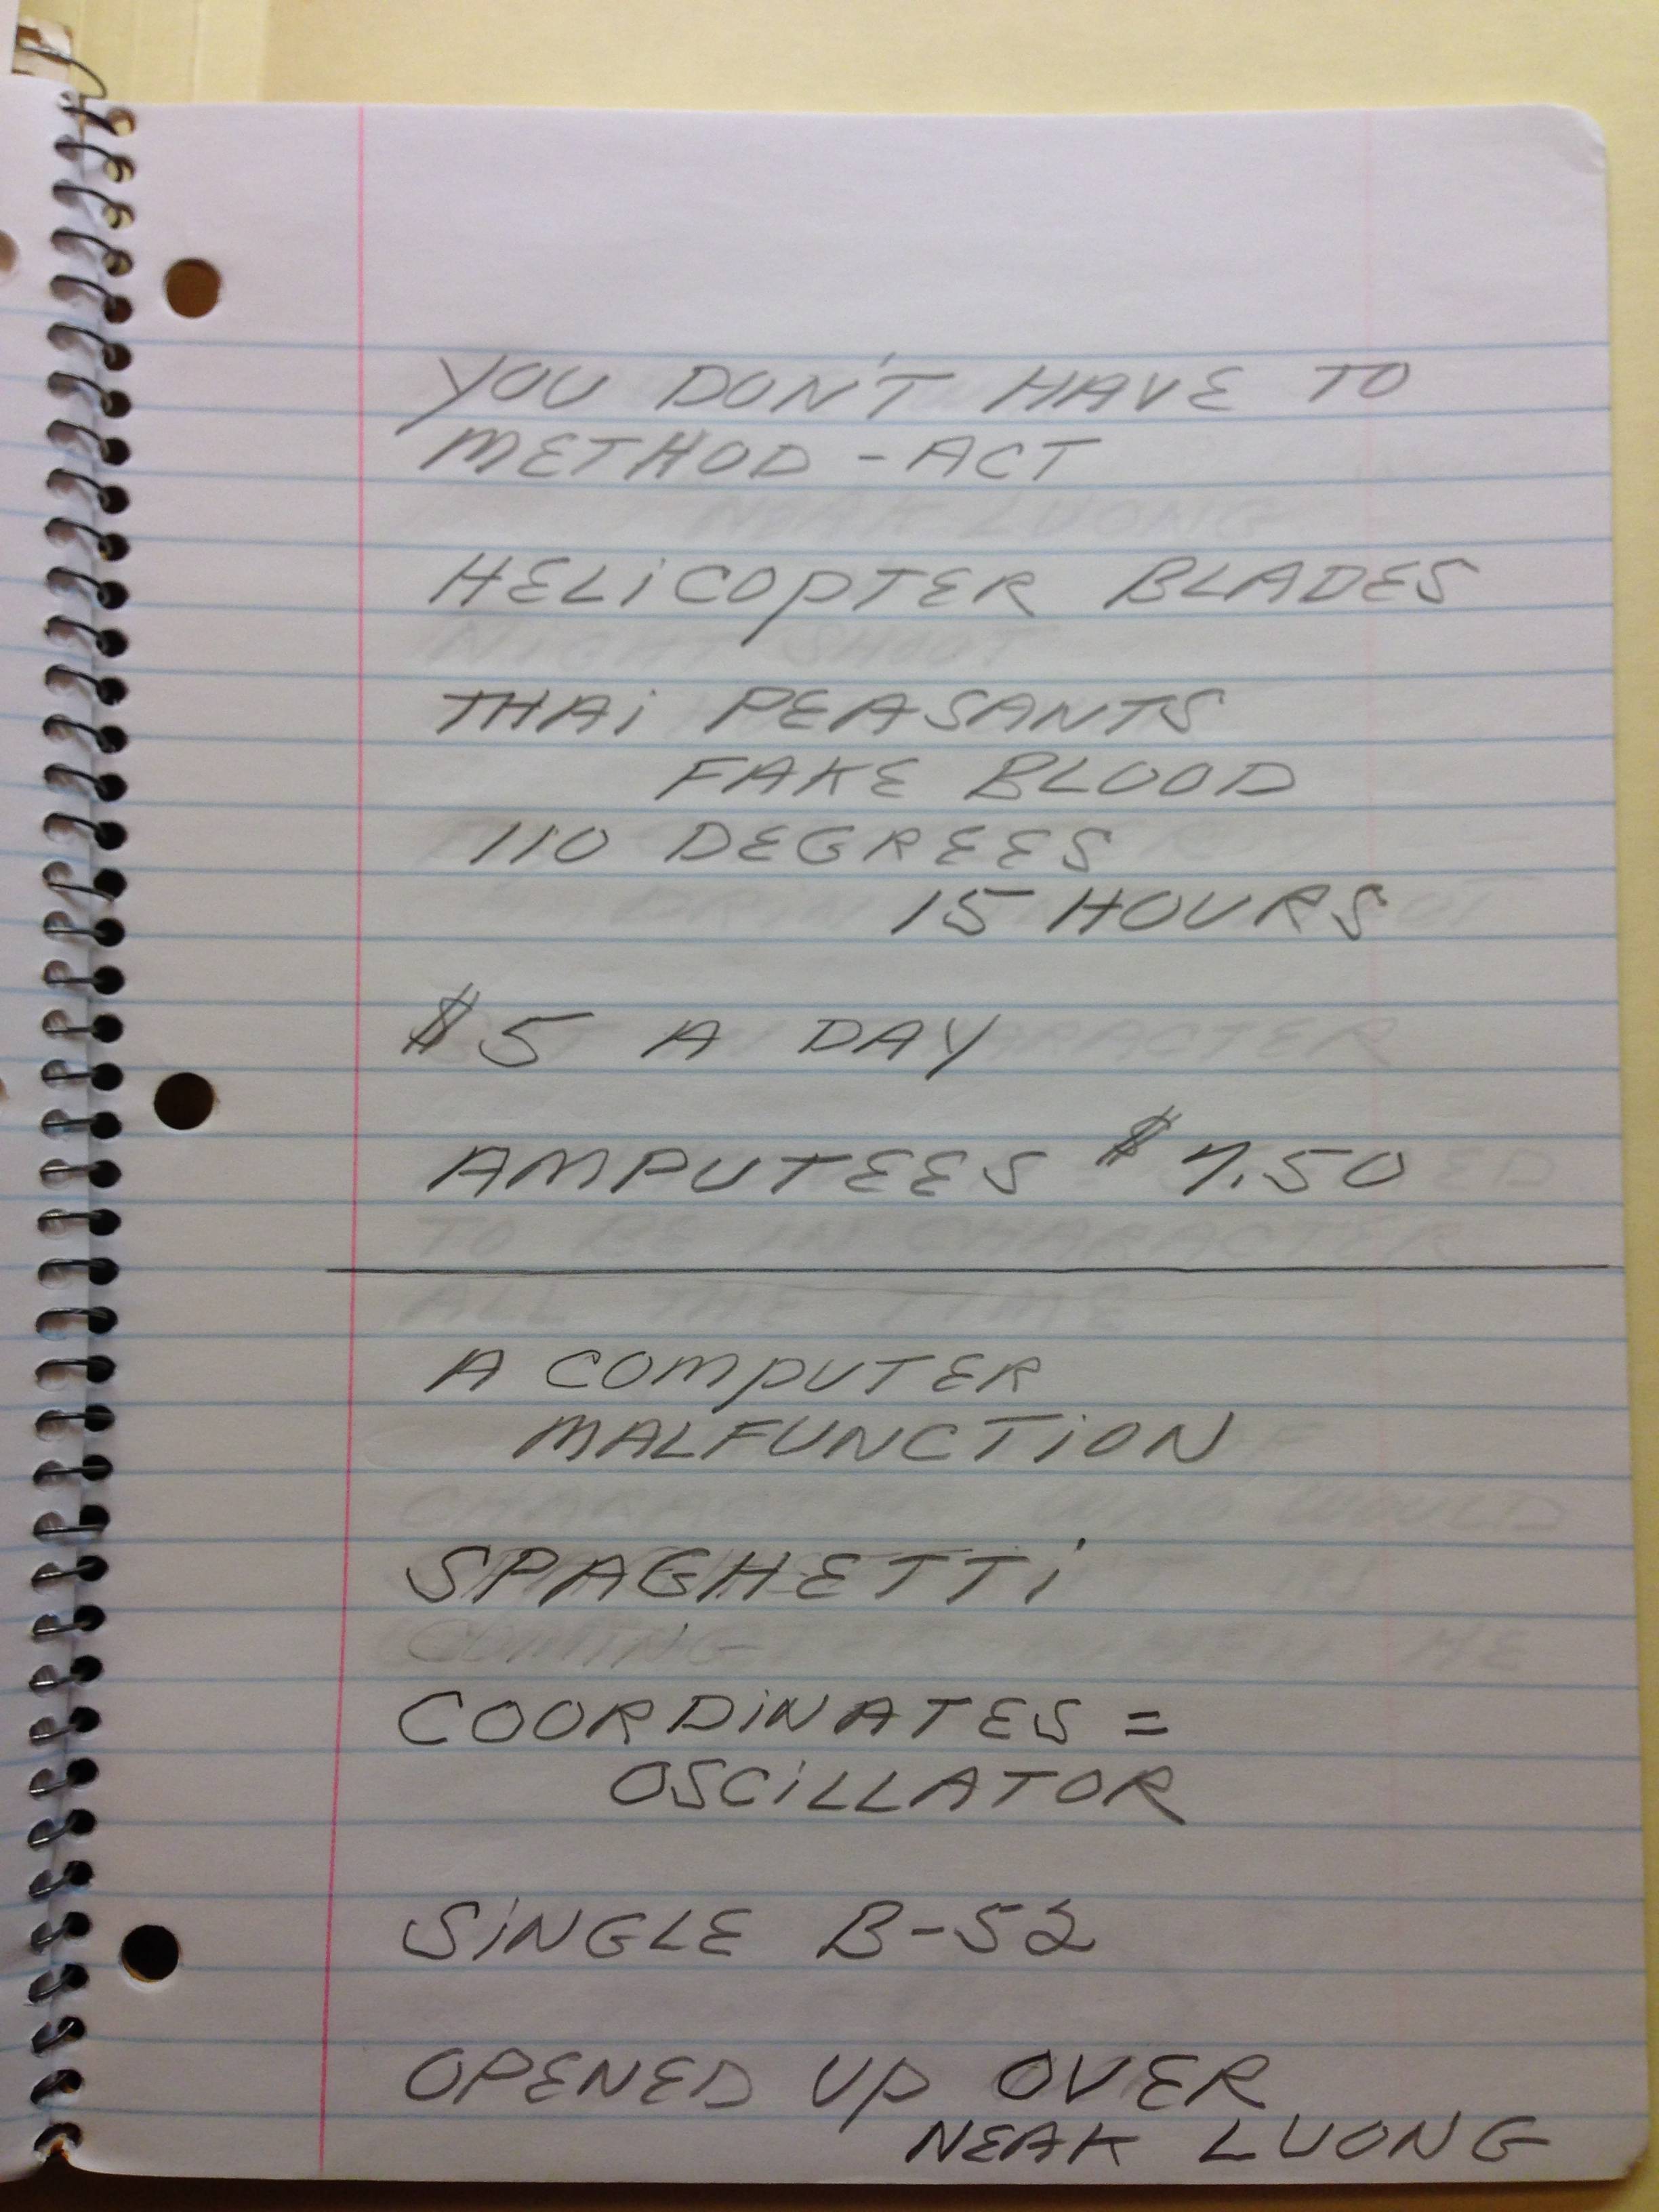 YOU DON'T HAVE TO
METHOD-ACT
HELiCOPTER BLADES
THAi PEASANTS
FAKE BLOOD
110 DEGREES
15 HOURS
$5 A DAY
AMPUTEES $7.50
A COMPUTER
MALFUNCTiON
SPAGHETTi
COORDiNATES =
OSCiLLATOR
SiNGLE B-52
OPENED UP OVER
NEAK LUONG